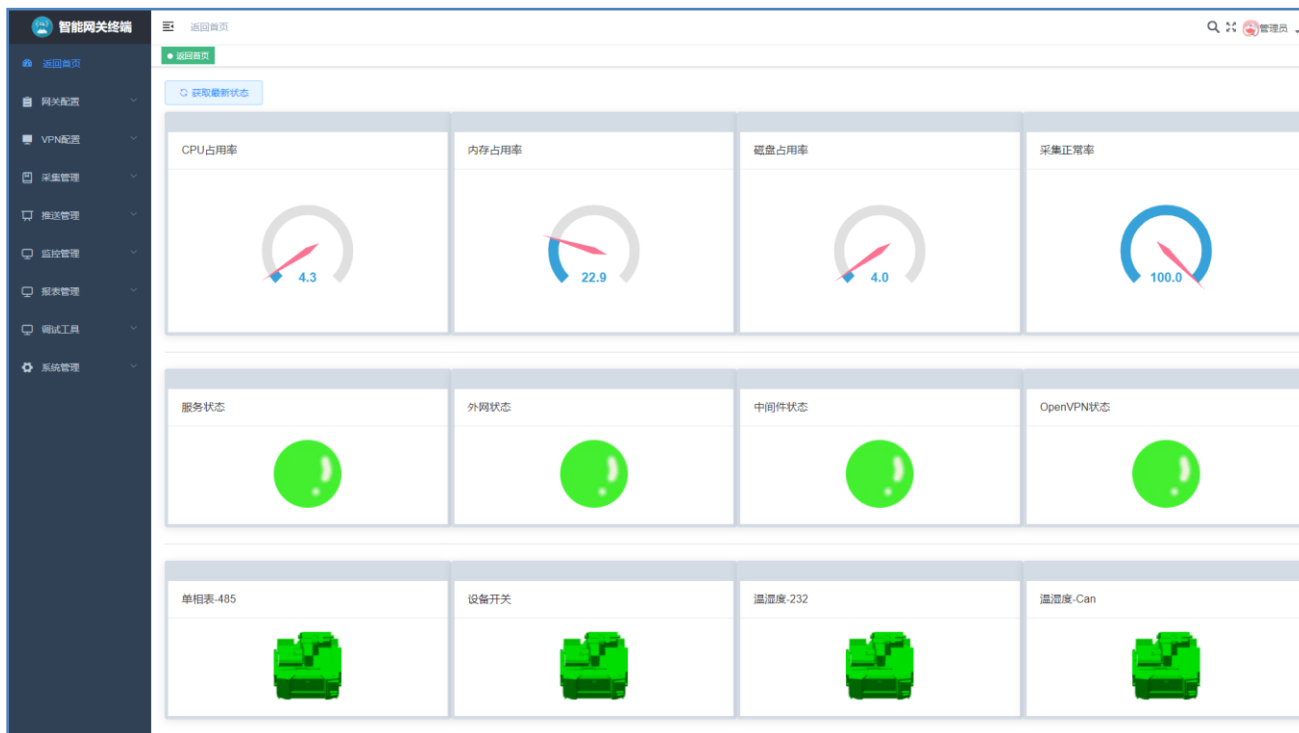 智能网关终端
返回首页
管理员
返回首页
返回首页
网关配置
VPN配置
采集管理
推送管理
监控管理
报表管理
调试工具
系统管理
获取最新状态
CPU占用率
内存占用率
磁盘占用率
采集正常率
4.3
22.9
4.0
100.0
服务状态
外网状态
中间件状态
OpenVPN状态
单相表-485
设备开关
温湿度-232
温湿度-Can